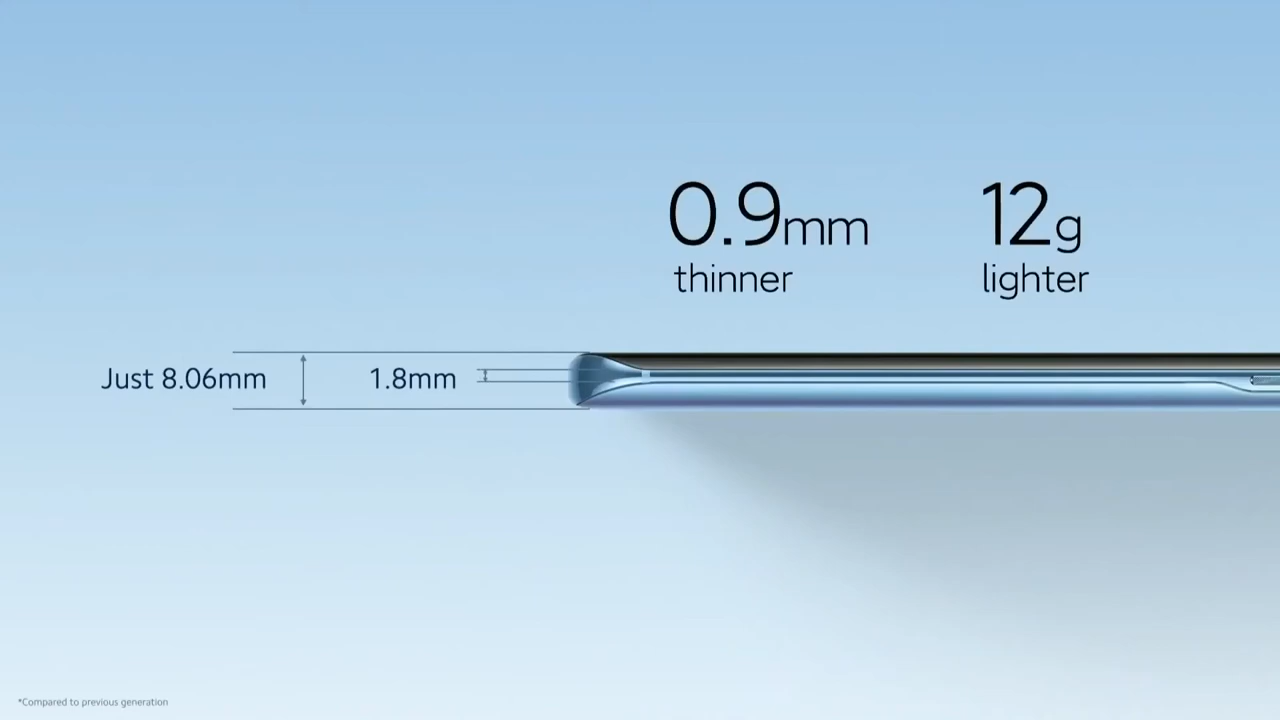 0.9mm
thinner
12g
lighter
Just 8.06mm
1.8mm
*Compared to previous generation